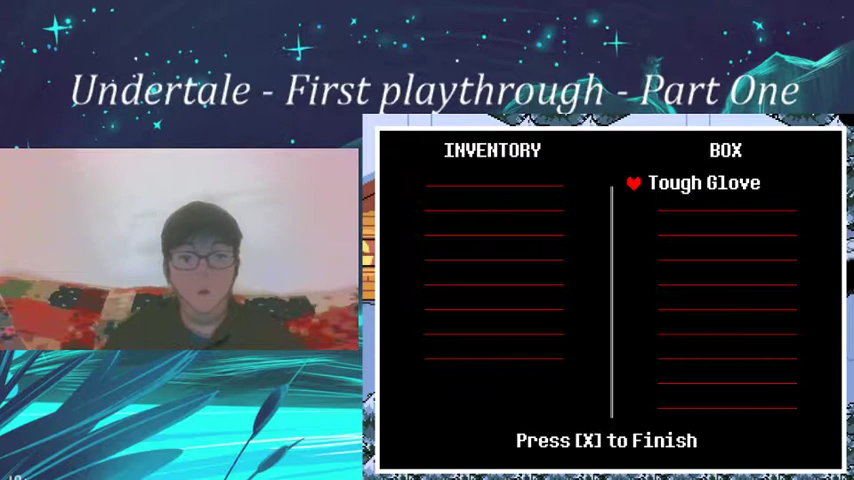 Undertale - First playthrough - Part One
INVENTORY
BOX
Tough Glove
Press [X] to Finish